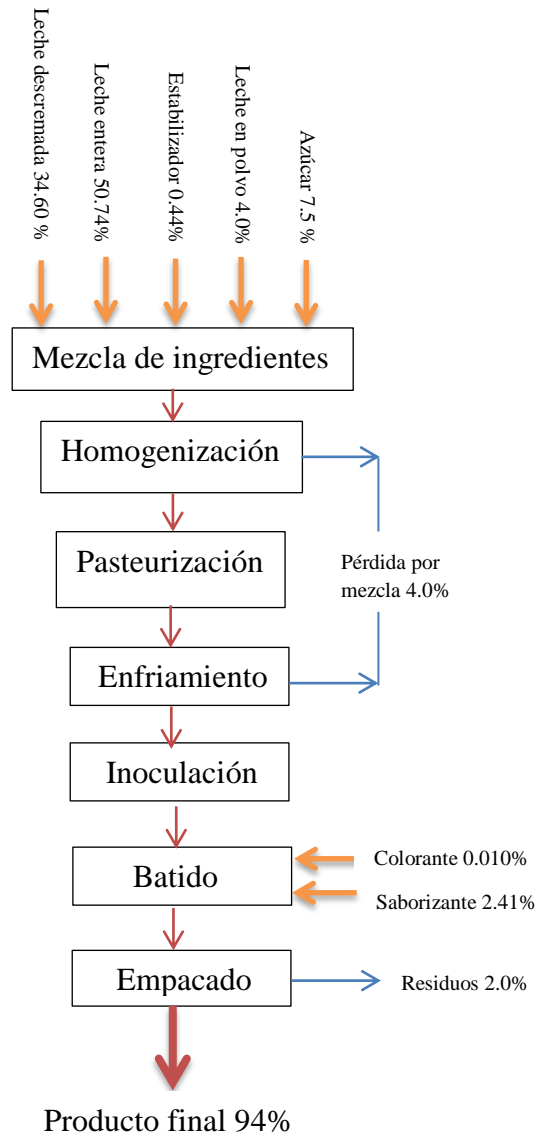 Leche descremada 34.60 %
Leche entera 50.74%
Estabilizador 0.44%
Leche en polvo 4.0%
Azúcar 7.5 %
Mezcla de ingredientes
Homogenización
Pasteurización
Pérdida por
mezcla 4.0%
Enfriamiento
Inoculación
Batido
Colorante 0.010%
Saborizante 2.41%
Empacado
Residuos 2.0%
Producto final 94%